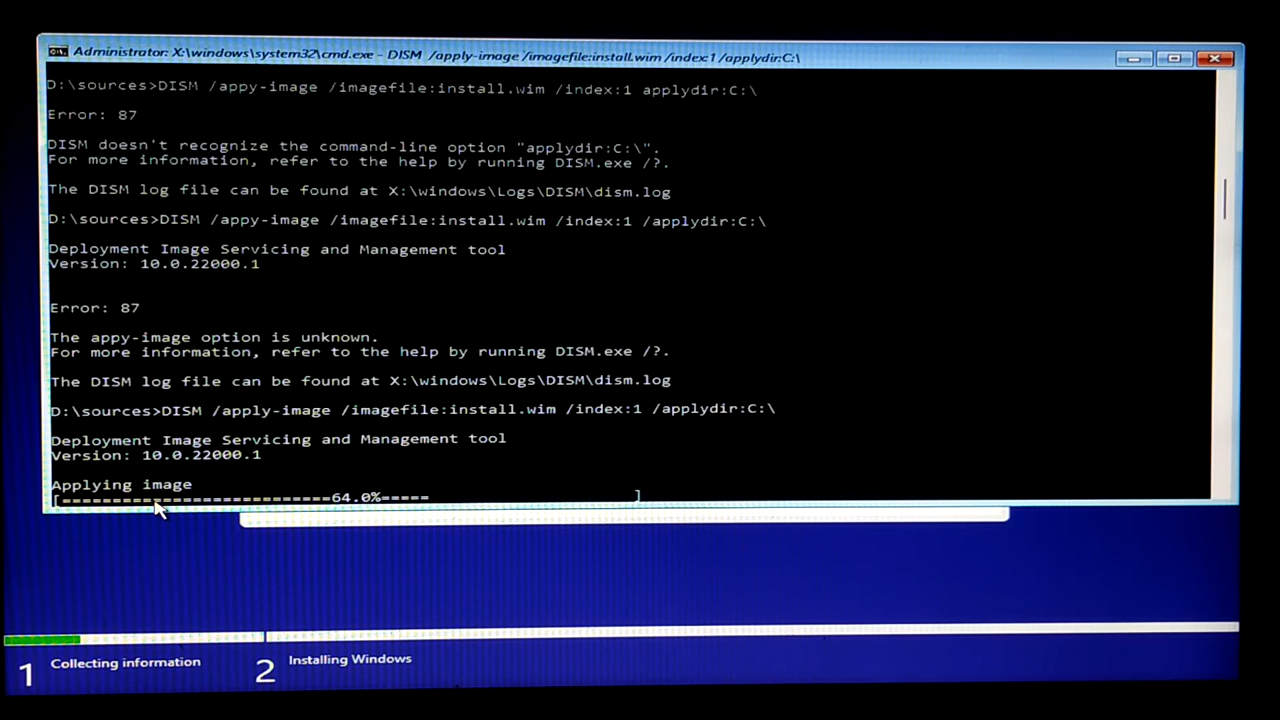 Administrator: X:\windows\system32\cmd.exe - DISM /apply-image /imagefile:install.wim /index:1 /applydir:C:\
D:\sources>DISM /appy-image /imagefile:install.wim /index:1 applydir:C:\
Error: 87
DISM doesn't recognize the command-line option "applydir:C:\".
For more information, refer to the help by running DISM.exe /?.
The DISM log file can be found at X:\windows\Logs\DISM\dism.log
D:\sources>DISM /appy-image /imagefile:install.wim /index:1 /applydir:C:\
Deployment Image Servicing and Management tool
Version: 10.0.22000.1
Error: 87
The appy-image option is unknown.
For more information, refer to the help by running DISM.exe /?.
The DISM log file can be found at X:\windows\Logs\DISM\dism.log
D:\sources>DISM /apply-image /imagefile:install.wim /index:1 /applydir:C:\
Deployment Image Servicing and Management tool
Version: 10.0.22000.1
Applying image
[===========================64.0%===== ]
1 Collecting information 2 Installing Windows